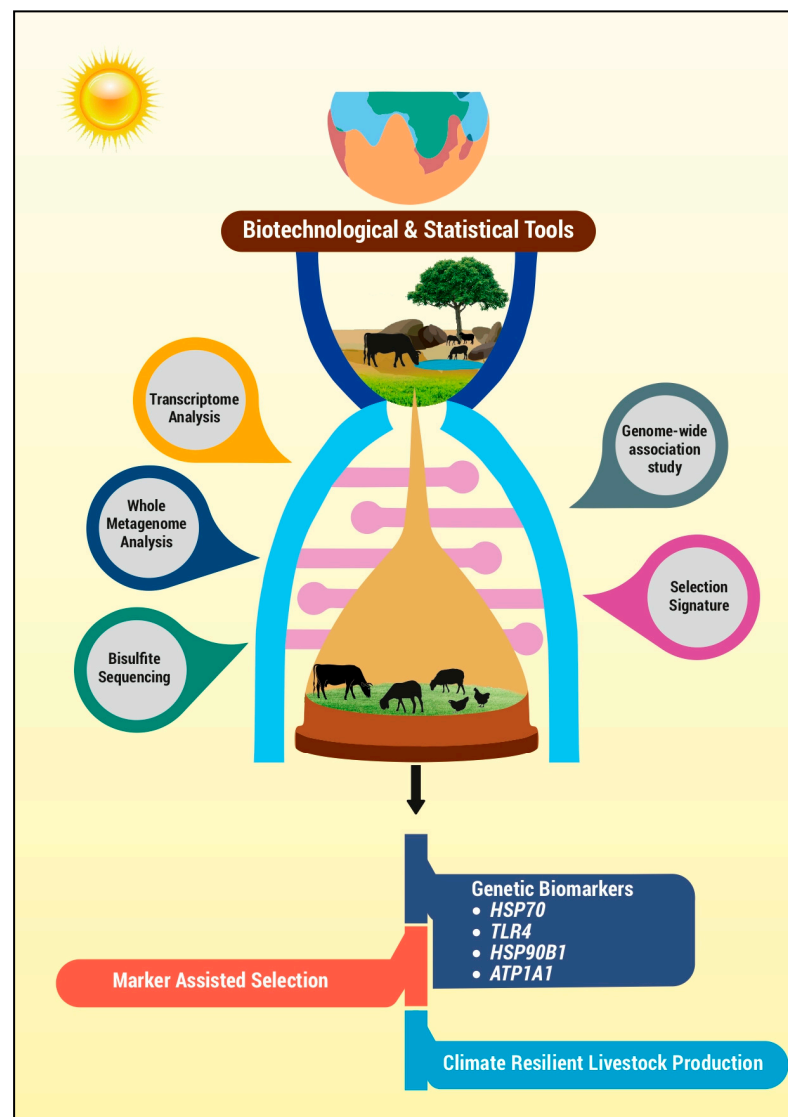 Biotechnological & Statistical Tools
Transcriptome
Analysis
Genome-wide
association
study
Whole
Metagenome
Analysis
Selection
Signature
Bisulfite
Sequencing
Genetic Biomarkers
• HSP70
• TLR4
• HSP90B1
• ATP1A1
Marker Assisted Selection
Climate Resilient Livestock Production